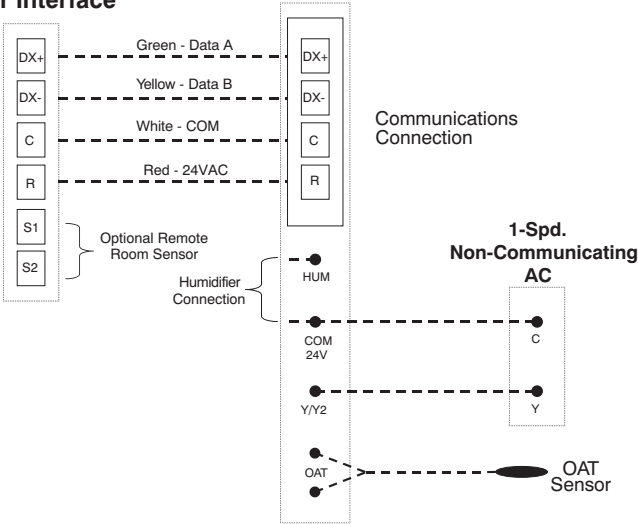 Interface
DX+
Green - Data A
DX+
DX-
Yellow - Data B
DX-
C
White - COM
C
R
Red - 24VAC
R
Communications
Connection
S1
S2
Optional Remote
Room Sensor
Humidifier
Connection
HUM
COM
24V
Y/Y2
OAT
1-Spd.
Non-Communicating
AC
C
Y
OAT
Sensor